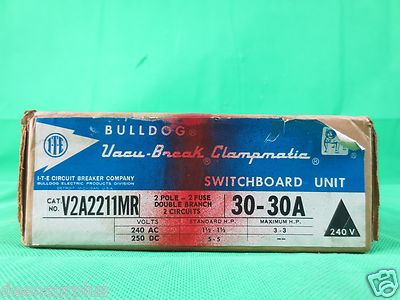 BULLDOG®
ITE
Vacu-Break® Clampmatic®
I-T-E CIRCUIT BREAKER COMPANY
BULLDOG ELECTRIC PRODUCTS DIVISION
SWITCHBOARD UNIT
CAT. NO. V2A2211MR
2 POLE - 2 FUSE
DOUBLE BRANCH
2 CIRCUITS
30-30A
VOLTS STANDARD H.P. MAXIMUM H.P.
240 AC 1½ - 1½ 3 - 3
250 DC 5 - 5
240 V